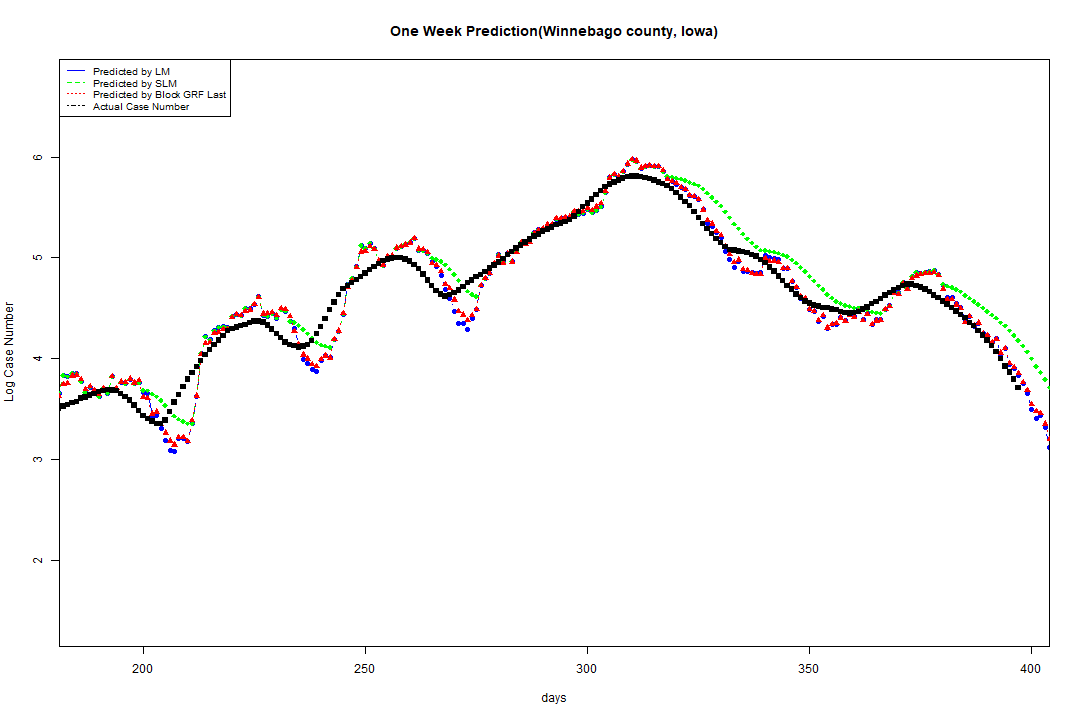 One Week Prediction(Winnebago county, Iowa)
Predicted by LM
Predicted by SLM
Predicted by Block GRF Last
Actual Case Number
Log Case Number
6
5
4
3
2
200
250
300
350
400
days